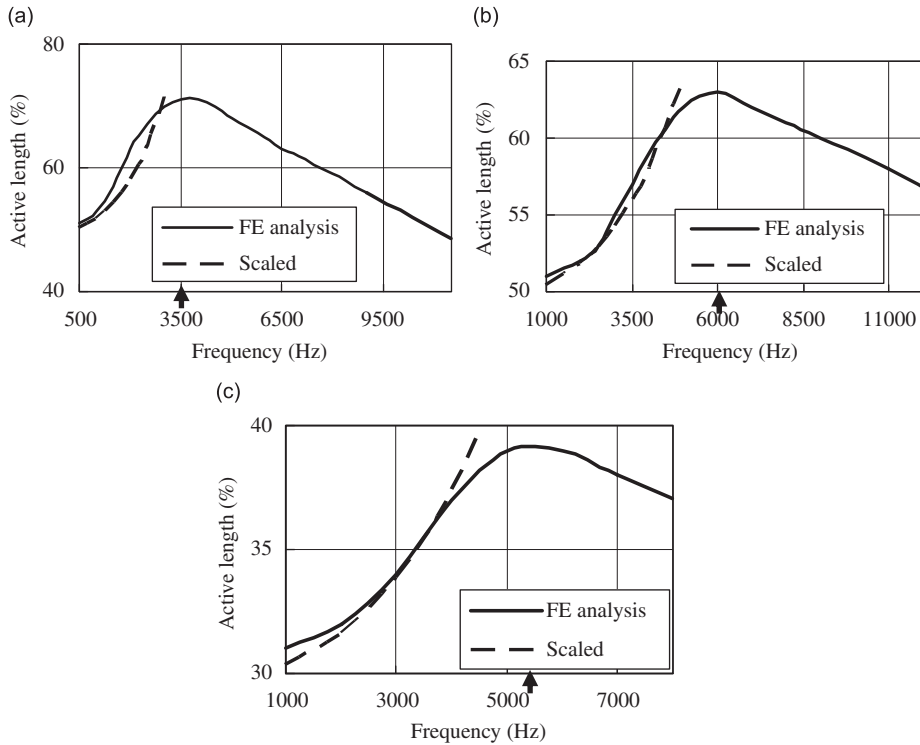 (a)
80
60
40
Active length (%)
FE analysis
Scaled
500 3500 6500 9500
Frequency (Hz)
(b)
65
60
55
50
Active length (%)
FE analysis
Scaled
1000 3500 6000 8500 11000
Frequency (Hz)
(c)
40
35
30
Active length (%)
FE analysis
Scaled
1000 3000 5000 7000
Frequency (Hz)